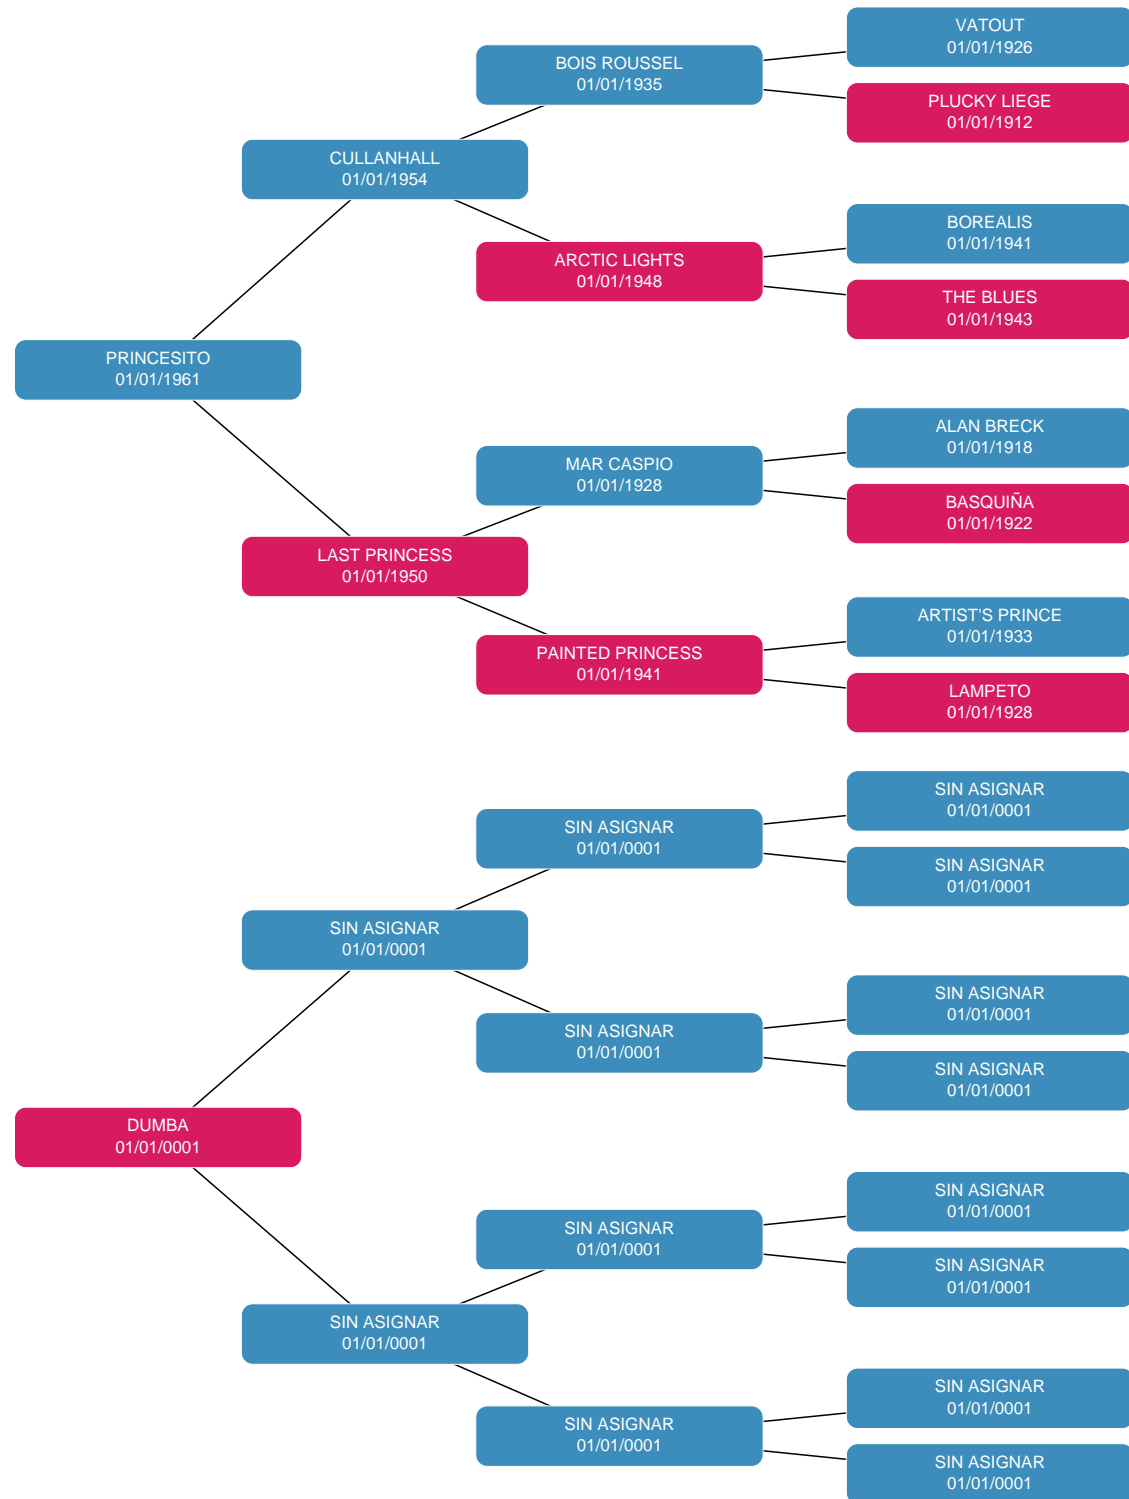 VATOUT
01/01/1926
BOIS ROUSSEL
01/01/1935
PLUCKY LIEGE
01/01/1912
CULLANHALL
01/01/1954
BOREALIS
01/01/1941
ARCTIC LIGHTS
01/01/1948
THE BLUES
01/01/1943
PRINCESITO
01/01/1961
ALAN BRECK
01/01/1918
MAR CASPIO
01/01/1928
BASQUIÑA
01/01/1922
LAST PRINCESS
01/01/1950
ARTIST'S PRINCE
01/01/1933
PAINTED PRINCESS
01/01/1941
LAMPETO
01/01/1928
SIN ASIGNAR
01/01/0001
SIN ASIGNAR
01/01/0001
SIN ASIGNAR
01/01/0001
SIN ASIGNAR
01/01/0001
SIN ASIGNAR
01/01/0001
SIN ASIGNAR
01/01/0001
SIN ASIGNAR
01/01/0001
DUMBA
01/01/0001
SIN ASIGNAR
01/01/0001
SIN ASIGNAR
01/01/0001
SIN ASIGNAR
01/01/0001
SIN ASIGNAR
01/01/0001
SIN ASIGNAR
01/01/0001
SIN ASIGNAR
01/01/0001
SIN ASIGNAR
01/01/0001